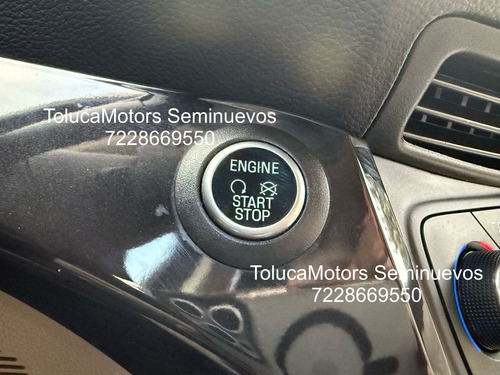 TolucaMotors Seminuevos
7228669550
ENGINE
START
STOP
TolucaMotors Seminuevos
7228669550